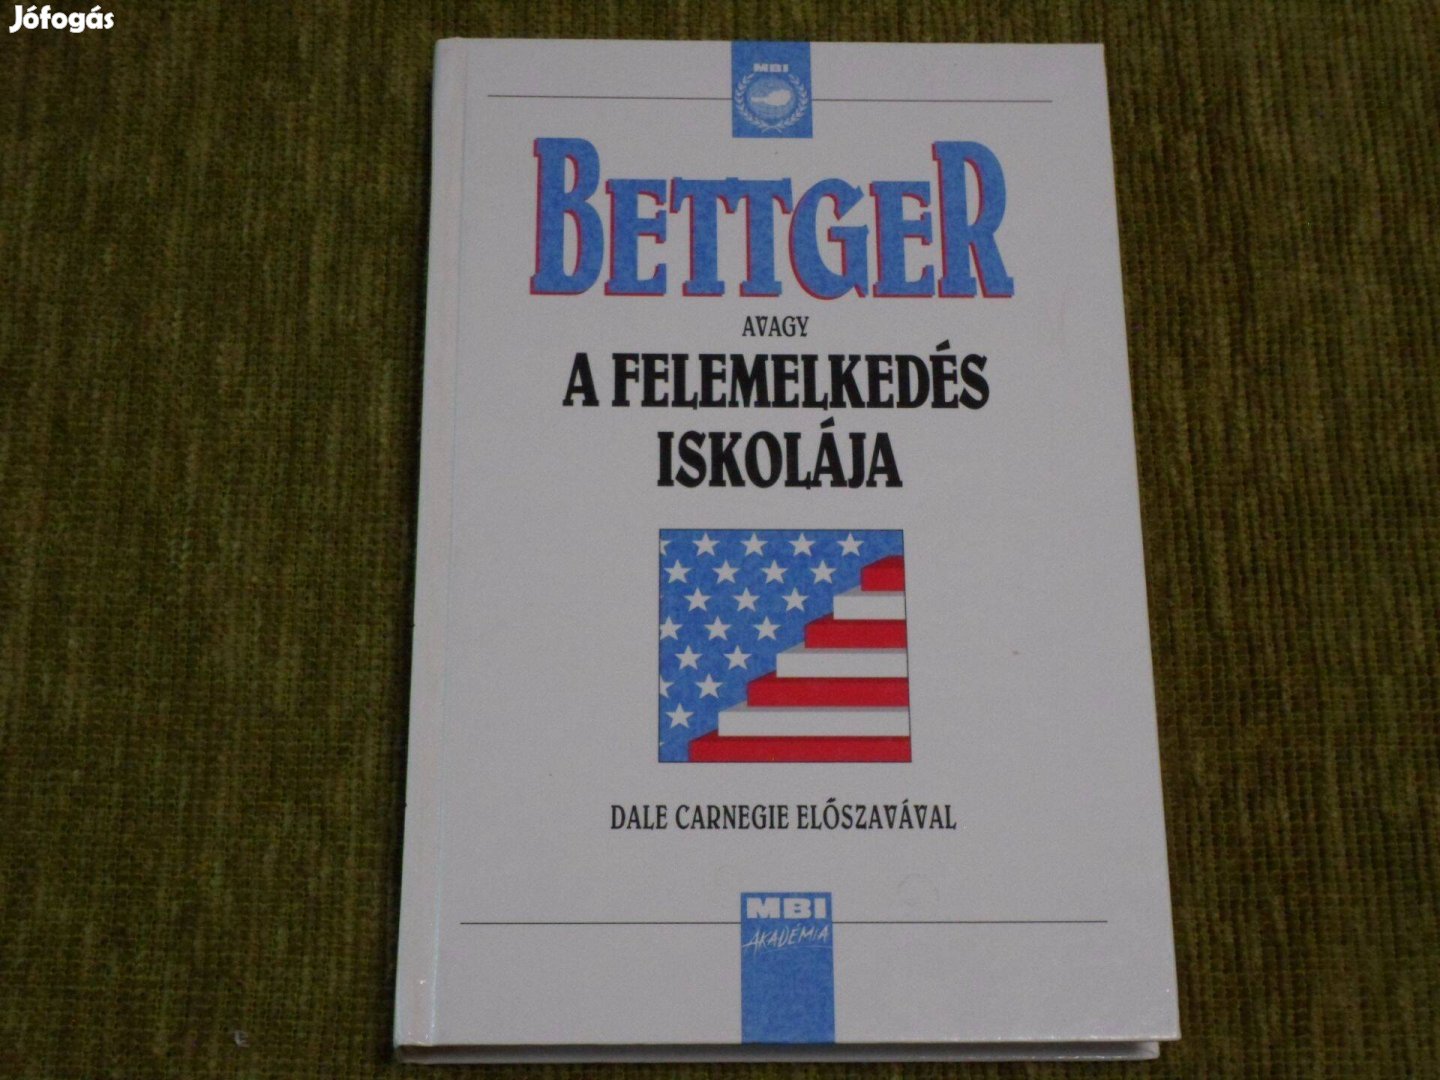 Jófogás
MBI
BETTGER
AVAGY
A FELEMELKEDÉS
ISKOLÁJA
DALE CARNEGIE ELŐSZAVÁVAL
MBI
AKADÉMIA